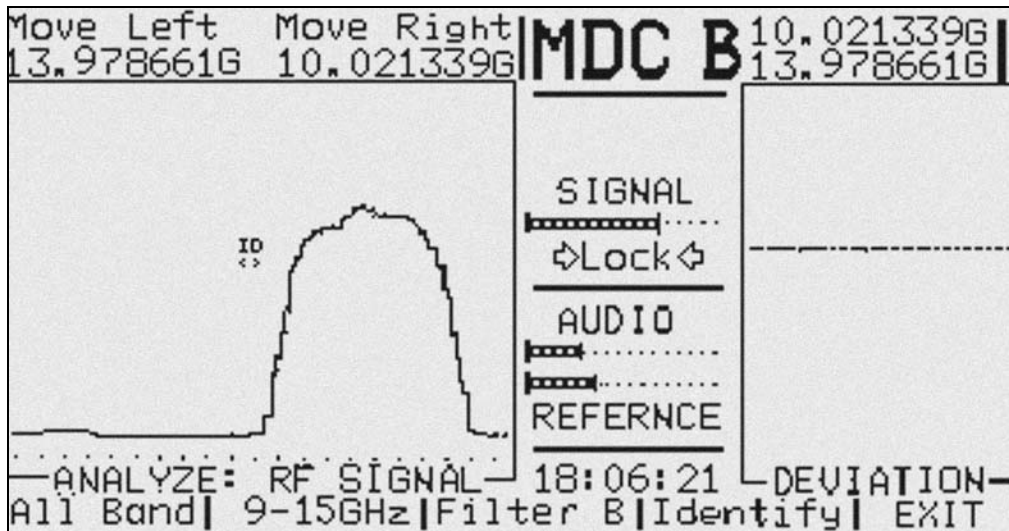 Move Left Move Right
13.978661G 10.021339G
MDC B
10.021339G
13.978661G
ID
SIGNAL
⇨Lock⇦
AUDIO
REFERNCE
18:06:21
ANALYZE: RF SIGNAL
DEVIATION
All Band| 9-15GHz|Filter B|Identify| EXIT